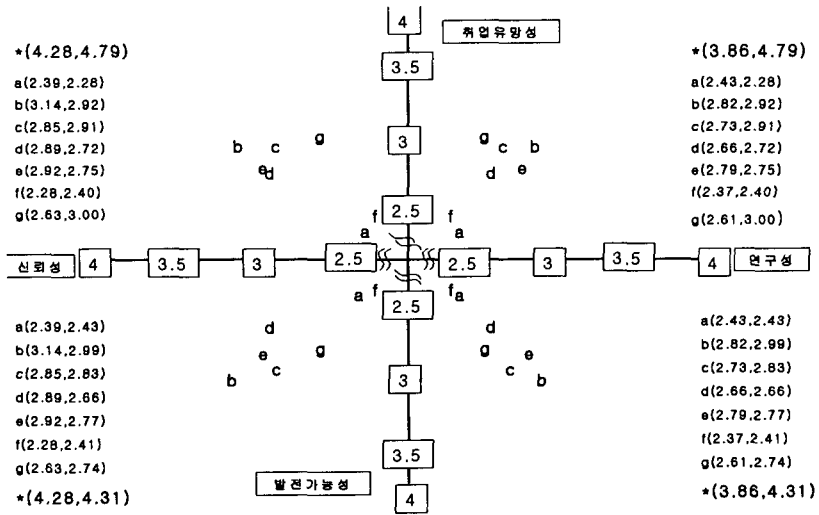 4
취업유망성
3.5
*(4.28,4.79)
a(2.39,2.28)
b(3.14,2.92)
c(2.85,2.91)
d(2.89,2.72)
e(2.92,2.75)
f(2.28,2.40)
g(2.63,3.00)
b c g
e d
3
g c b
d e
*(3.86,4.79)
a(2.43,2.28)
b(2.82,2.92)
c(2.73,2.91)
d(2.66,2.72)
e(2.79,2.75)
f(2.37,2.40)
g(2.61,3.00)
f 2.5 f
a a
신뢰성 4 3.5 3 2.5 2.5 3 3.5 4 연구성
a f 2.5 f a
a(2.39,2.43)
b(3.14,2.99)
c(2.85,2.83)
d(2.89,2.66)
e(2.92,2.77)
f(2.28,2.41)
g(2.63,2.74)
*(4.28,4.31)
d
e g
b c
3
d
g e
c b
3.5
발전가능성
4
a(2.43,2.43)
b(2.82,2.99)
c(2.73,2.83)
d(2.66,2.66)
e(2.79,2.77)
f(2.37,2.41)
g(2.61,2.74)
*(3.86,4.31)